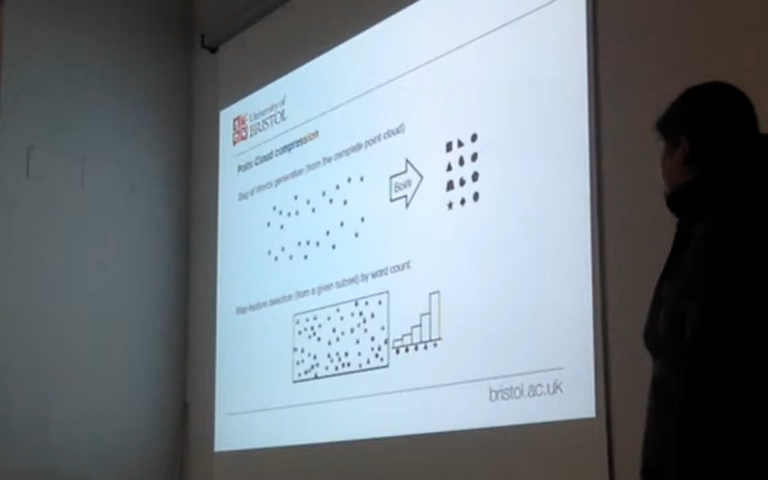 University of
BRISTOL
Point Cloud compression
Bag of Words generation (from the complete point cloud)
BoW
Map-feature selection (from a given subset) by word count
bristol.ac.uk